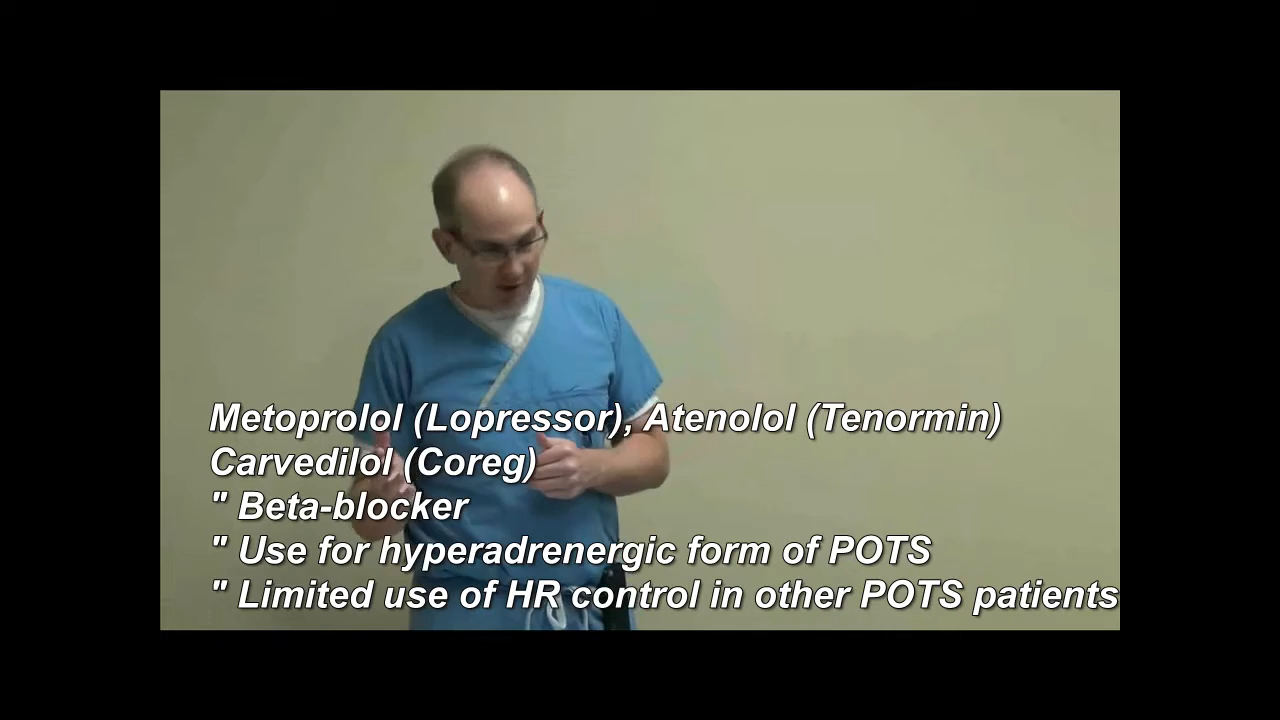 Metoprolol (Lopressor), Atenolol (Tenormin)
Carvedilol (Coreg)
" Beta-blocker
" Use for hyperadrenergic form of POTS
" Limited use of HR control in other POTS patients